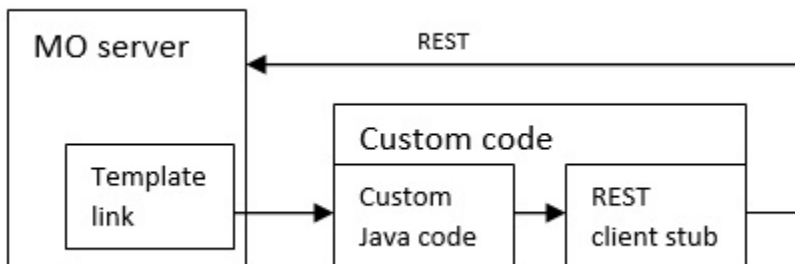 MO server
REST
Custom code
Template
link
Custom
Java code
REST
client stub